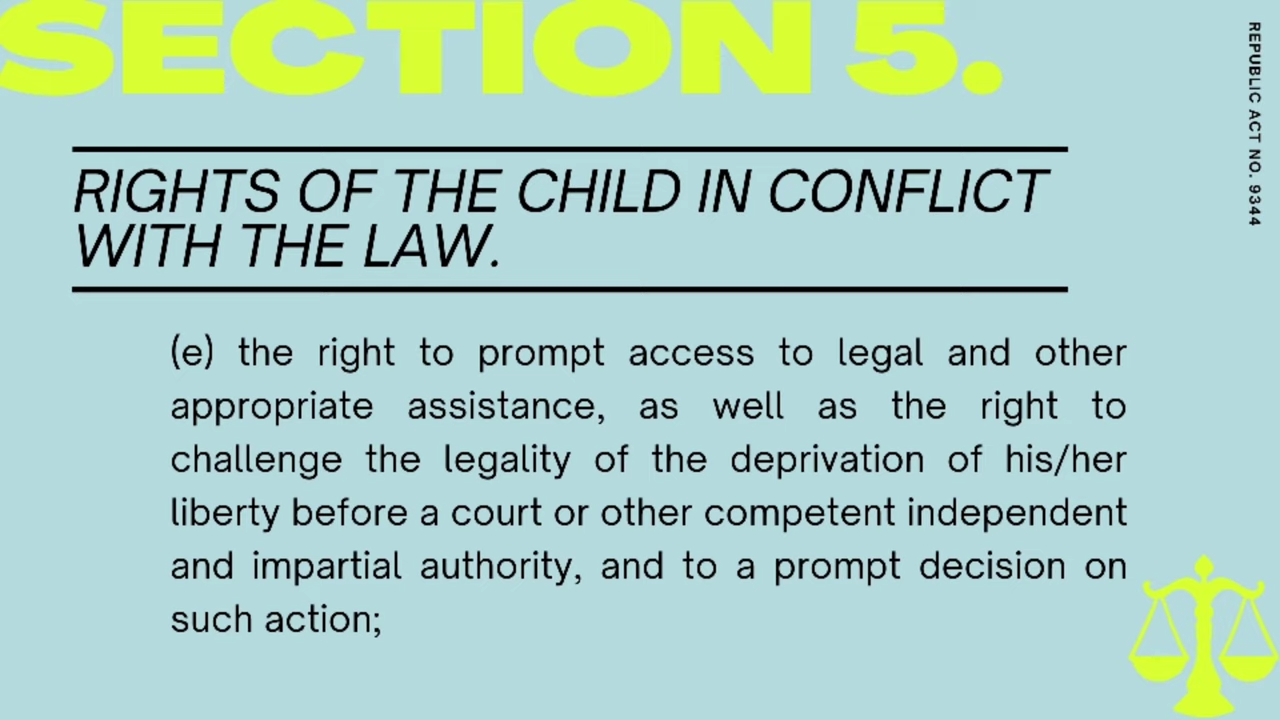 SECTION 5.
REPUBLIC ACT NO. 9344
RIGHTS OF THE CHILD IN CONFLICT
WITH THE LAW.
(e) the right to prompt access to legal and other
appropriate assistance, as well as the right to
challenge the legality of the deprivation of his/her
liberty before a court or other competent independent
and impartial authority, and to a prompt decision on
such action;